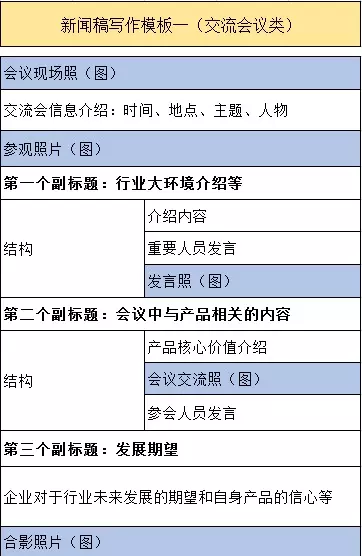 新闻稿写作模板一（交流会议类）
会议现场照（图）
交流会信息介绍：时间、地点、主题、人物
参观照片（图）
第一个副标题：行业大环境介绍等
结构
介绍内容
重要人员发言
发言照（图）
第二个副标题：会议中与产品相关的内容
结构
产品核心价值介绍
会议交流照（图）
参会人员发言
第三个副标题：发展期望
企业对于行业未来发展的期望和自身产品的信心等
合影照片（图）